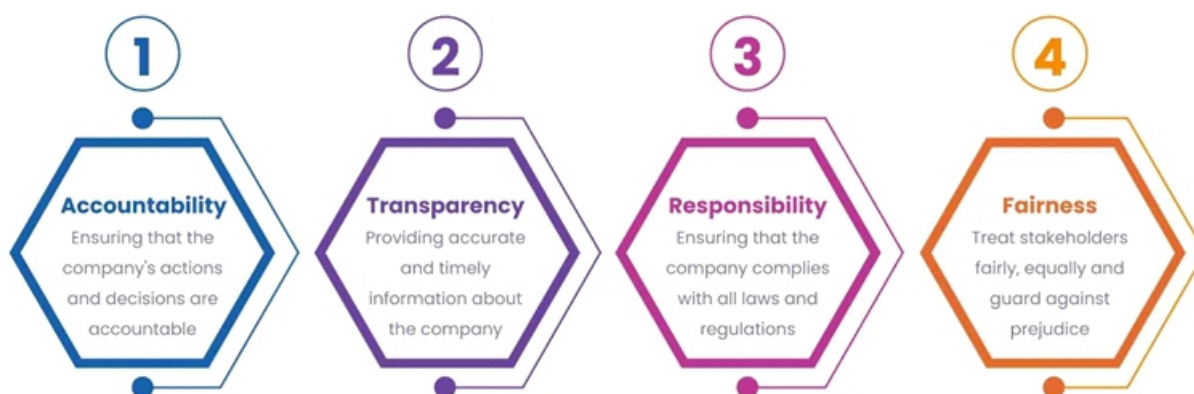 1
Accountability
Ensuring that the
company's actions
and decisions are
accountable
2
Transparency
Providing accurate
and timely
information about
the company
3
Responsibility
Ensuring that the
company complies
with all laws and
regulations
4
Fairness
Treat stakeholders
fairly, equally and
guard against
prejudice